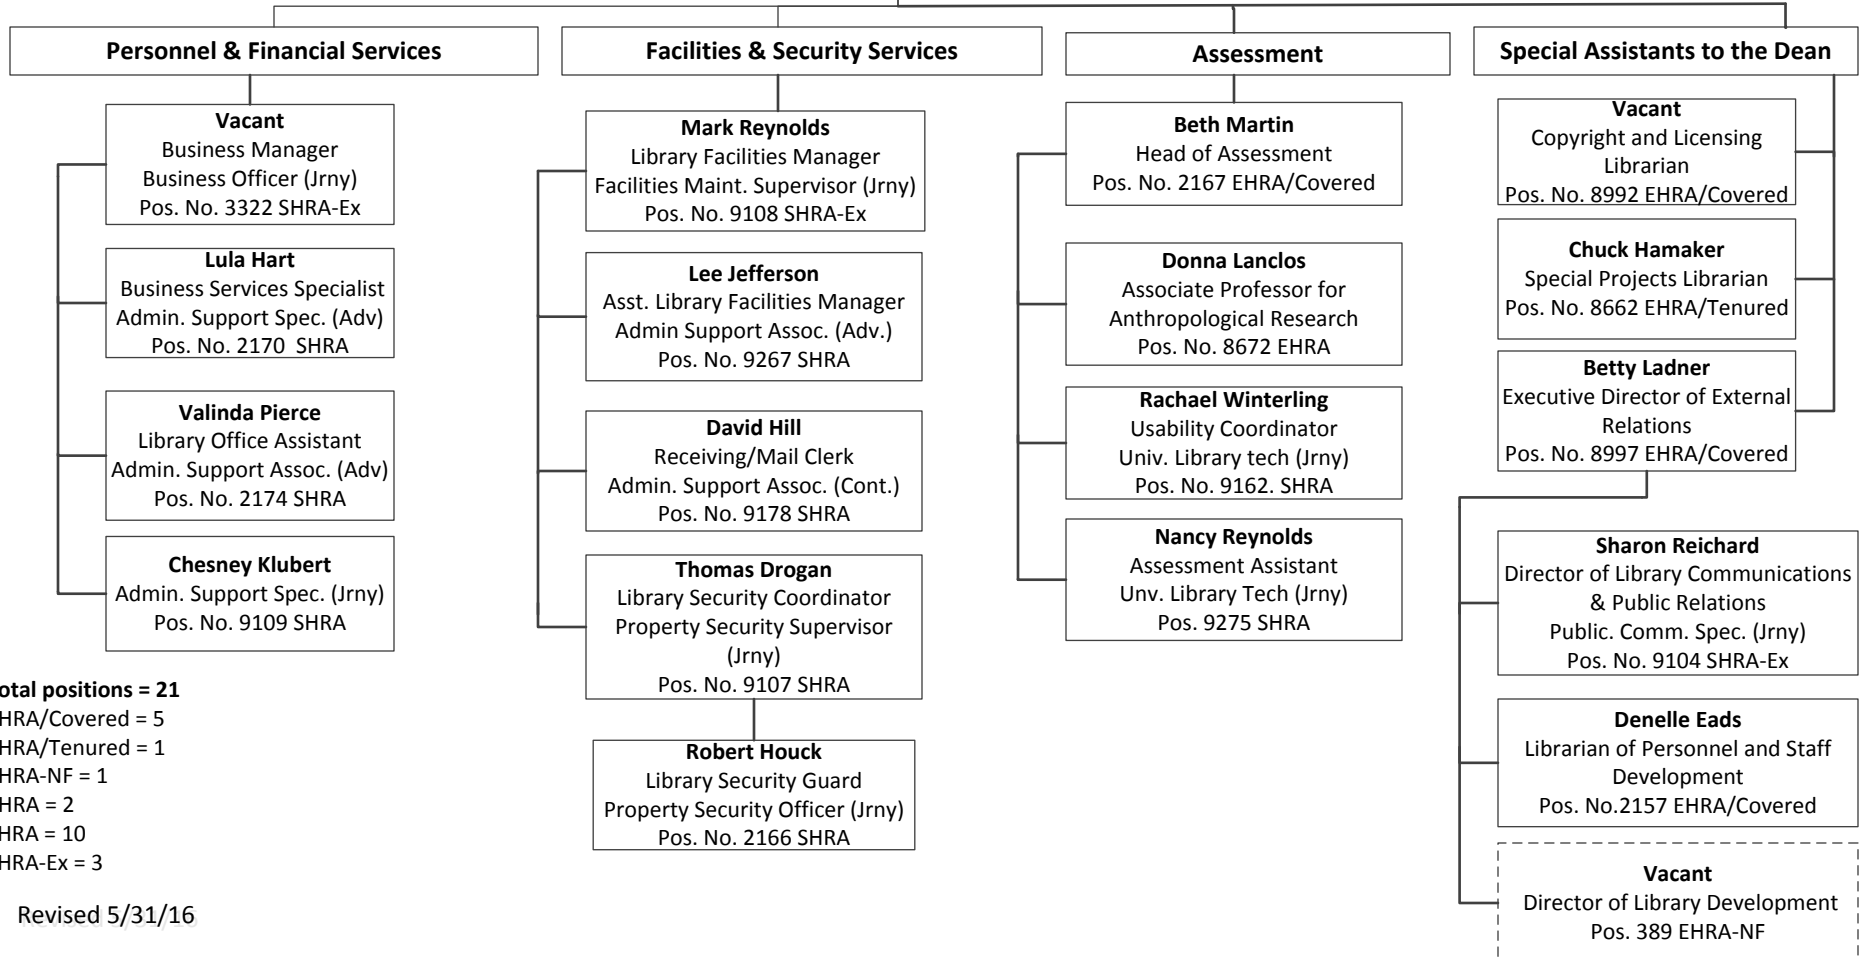 Personnel & Financial Services
Vacant
Business Manager
Business Officer (Jrny)
Pos. No. 3322 SHRA-Ex
Lula Hart
Business Services Specialist
Admin. Support Spec. (Adv)
Pos. No. 2170 SHRA
Valinda Pierce
Library Office Assistant
Admin. Support Assoc. (Adv)
Pos. No. 2174 SHRA
Chesney Klubert
Admin. Support Spec. (Jrny)
Pos. No. 9109 SHRA
Facilities & Security Services
Mark Reynolds
Library Facilities Manager
Facilities Maint. Supervisor (Jrny)
Pos. No. 9108 SHRA-Ex
Lee Jefferson
Asst. Library Facilities Manager
Admin Support Assoc. (Adv.)
Pos. No. 9267 SHRA
David Hill
Receiving/Mail Clerk
Admin. Support Assoc. (Cont.)
Pos. No. 9178 SHRA
Thomas Drogan
Library Security Coordinator
Property Security Supervisor
(Jrny)
Pos. No. 9107 SHRA
Robert Houck
Library Security Guard
Property Security Officer (Jrny)
Pos. No. 2166 SHRA
Assessment
Beth Martin
Head of Assessment
Pos. No. 2167 EHRA/Covered
Donna Lanclos
Associate Professor for
Anthropological Research
Pos. No. 8672 EHRA
Rachael Winterling
Usability Coordinator
Univ. Library tech (Jrny)
Pos. No. 9162. SHRA
Nancy Reynolds
Assessment Assistant
Unv. Library Tech (Jrny)
Pos. 9275 SHRA
Special Assistants to the Dean
Vacant
Copyright and Licensing
Librarian
Pos. No. 8992 EHRA/Covered
Chuck Hamaker
Special Projects Librarian
Pos. No. 8662 EHRA/Tenured
Betty Ladner
Executive Director of External
Relations
Pos. No. 8997 EHRA/Covered
Sharon Reichard
Director of Library Communications
& Public Relations
Public. Comm. Spec. (Jrny)
Pos. No. 9104 SHRA-Ex
Denelle Eads
Librarian of Personnel and Staff
Development
Pos. No.2157 EHRA/Covered
Vacant
Director of Library Development
Pos. 389 EHRA-NF
otal positions = 21
HRA/Covered = 5
HRA/Tenured = 1
HRA-NF = 1
HRA = 2
HRA = 10
HRA-Ex = 3
Revised 5/31/16